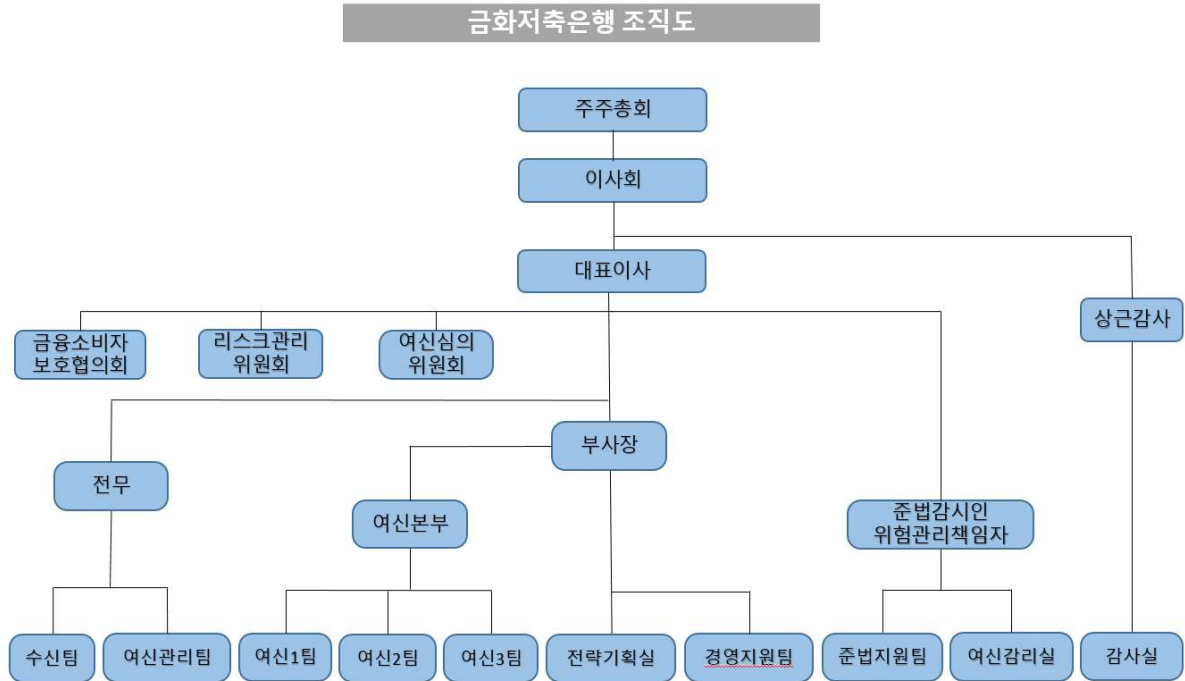 금화저축은행 조직도
주주총회
이사회
대표이사
상근감사
금융소비자
보호협의회
리스크관리
위원회
여신심의
위원회
부사장
전무
여신본부
준법감시인
위험관리책임자
수신팀
여신관리팀
여신1팀
여신2팀
여신3팀
전략기획실
경영지원팀
준법지원팀
여신감리실
감사실